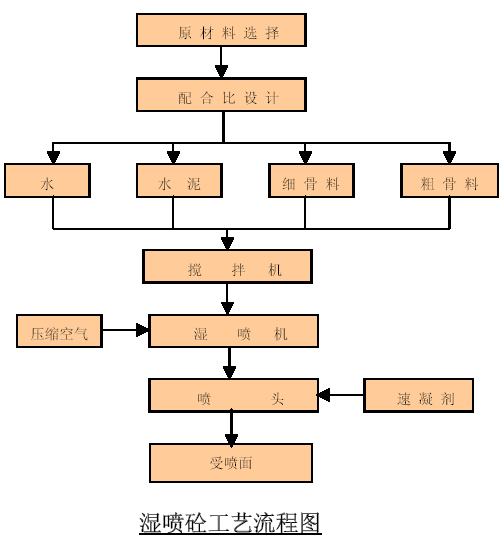 原材料选择
配合比设计
水 水泥 细骨料 粗骨料
搅拌机
压缩空气 湿喷机
喷头 速凝剂
受喷面
湿喷砼工艺流程图